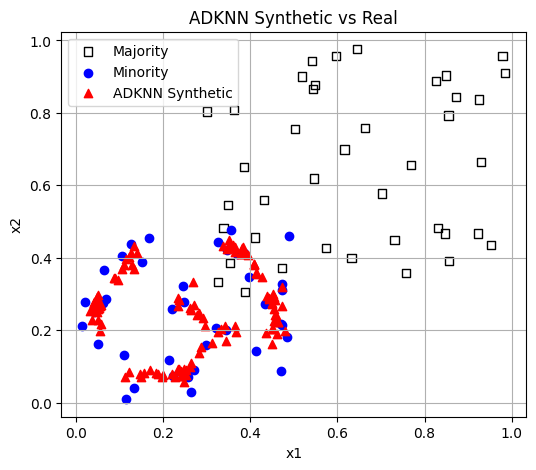 ADKNN Synthetic vs Real
Majority
Minority
ADKNN Synthetic
1.0
0.8
0.6
0.4
0.2
0.0
x2
0.0 0.2 0.4 0.6 0.8 1.0
x1